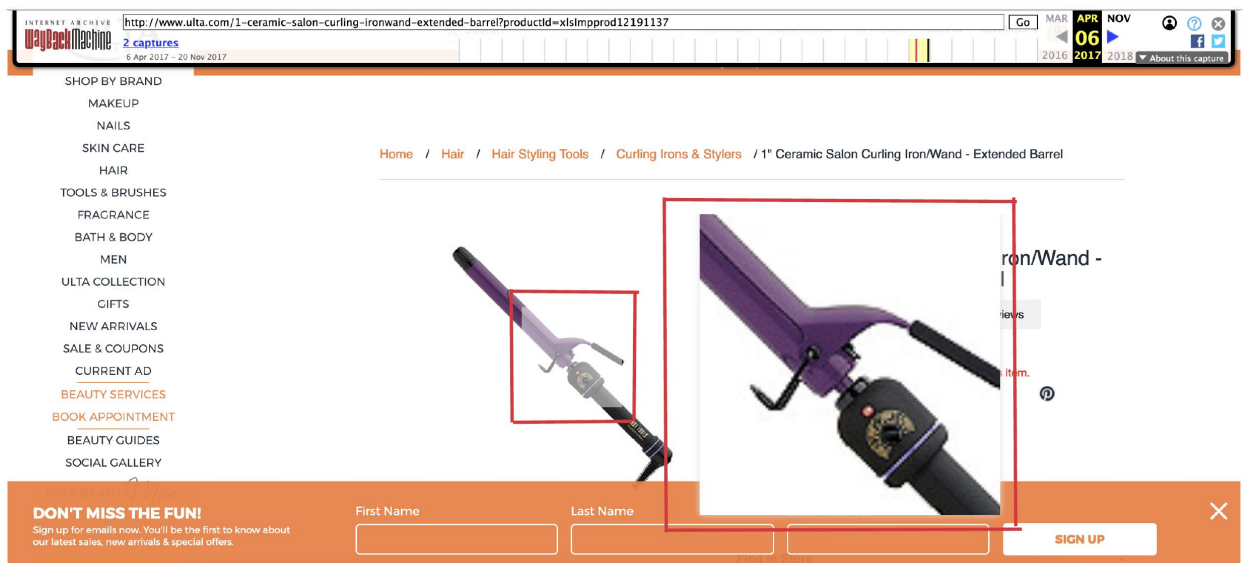 INTERNET ARCHIVE
WayBackMachine
http://www.ulta.com/1-ceramic-salon-curling-ironwand-extended-barrel?productId=xlsImpprod12191137
Go
MAR APR NOV
2 captures
06
6 Apr 2017 – 20 Nov 2017
2016 2017 2018
About this capture
SHOP BY BRAND
MAKEUP
NAILS
SKIN CARE
HAIR
TOOLS & BRUSHES
FRAGRANCE
BATH & BODY
MEN
ULTA COLLECTION
GIFTS
NEW ARRIVALS
SALE & COUPONS
CURRENT AD
BEAUTY SERVICES
BOOK APPOINTMENT
BEAUTY GUIDES
SOCIAL GALLERY
Home / Hair / Hair Styling Tools / Curling Irons & Stylers / 1" Ceramic Salon Curling Iron/Wand - Extended Barrel
ron/Wand -
l
iews
item.
DON'T MISS THE FUN!
Sign up for emails now. You'll be the first to know about
our latest sales, new arrivals & special offers.
First Name
Last Name
SIGN UP
Find in Store